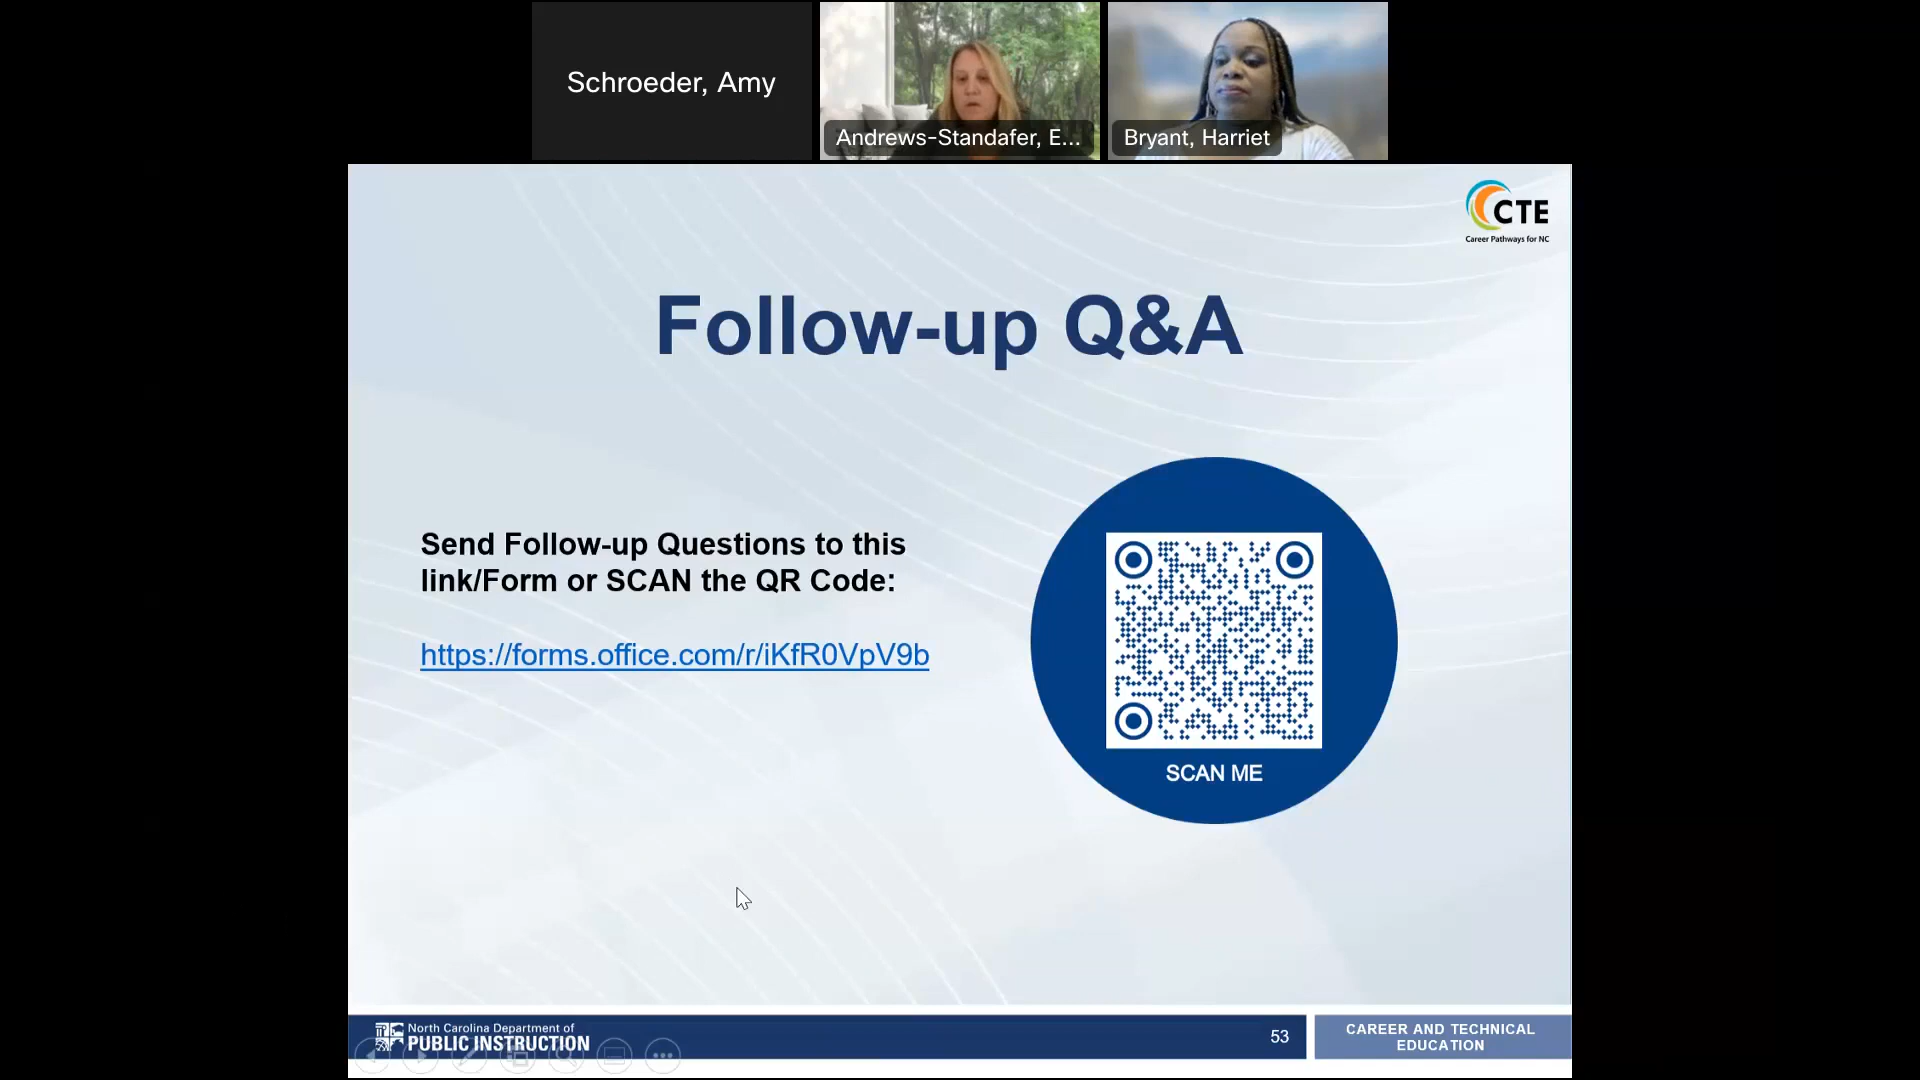 Schroeder, Amy
Andrews-Standafer, E...
Bryant, Harriet
CTE
Career Pathways for NC
Follow-up Q&A
Send Follow-up Questions to this
link/Form or SCAN the QR Code:
https://forms.office.com/r/iKfR0VpV9b
SCAN ME
North Carolina Department of
PUBLIC INSTRUCTION
53
CAREER AND TECHNICAL
EDUCATION